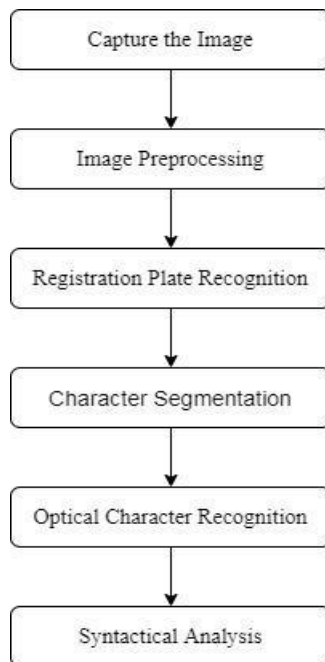 Capture the Image
Image Preprocessing
Registration Plate Recognition
Character Segmentation
Optical Character Recognition
Syntactical Analysis